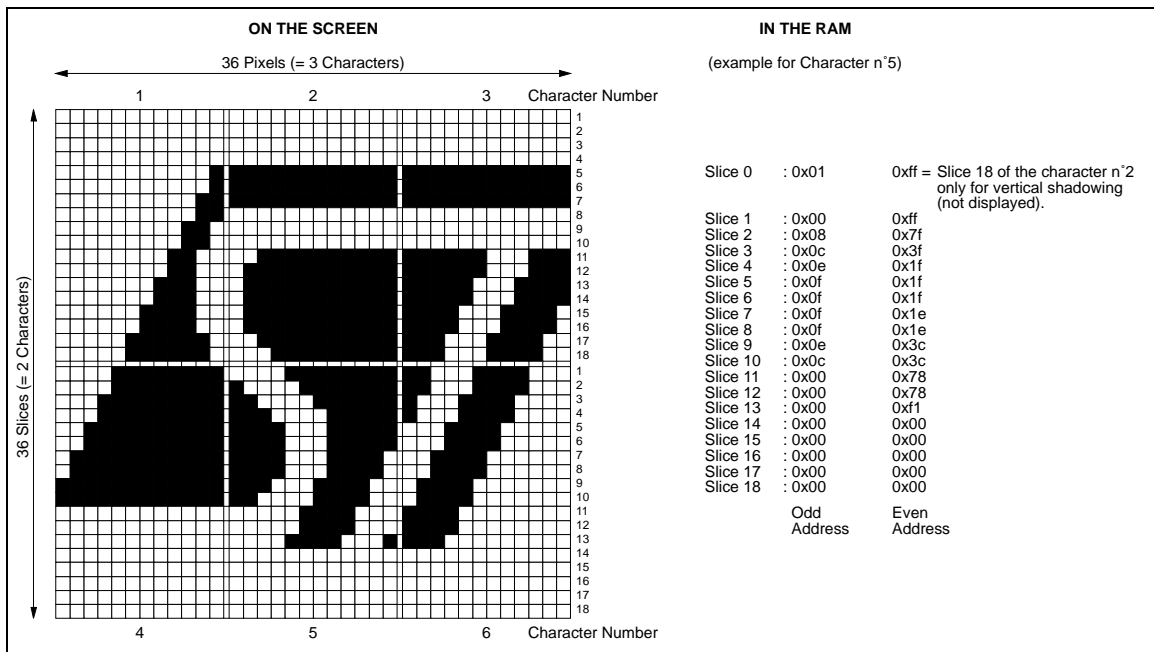 ON THE SCREEN
IN THE RAM
36 Pixels (= 3 Characters)
(example for Character n˚5)
1 2 3 Character Number
36 Slices (= 2 Characters)
1
2
3
4
5
6
7
8
9
10
11
12
13
14
15
16
17
18
1
2
3
4
5
6
7
8
9
10
11
12
13
14
15
16
17
18
4 5 6 Character Number
Slice 0 : 0x01 0xff = Slice 18 of the character n˚2
only for vertical shadowing
(not displayed).
Slice 1 : 0x00 0xff
Slice 2 : 0x08 0x7f
Slice 3 : 0x0c 0x3f
Slice 4 : 0x0e 0x1f
Slice 5 : 0x0f 0x1f
Slice 6 : 0x0f 0x1f
Slice 7 : 0x0f 0x1e
Slice 8 : 0x0f 0x1e
Slice 9 : 0x0e 0x3c
Slice 10 : 0x0c 0x3c
Slice 11 : 0x00 0x78
Slice 12 : 0x00 0x78
Slice 13 : 0x00 0xf1
Slice 14 : 0x00 0x00
Slice 15 : 0x00 0x00
Slice 16 : 0x00 0x00
Slice 17 : 0x00 0x00
Slice 18 : 0x00 0x00
Odd Even
Address Address